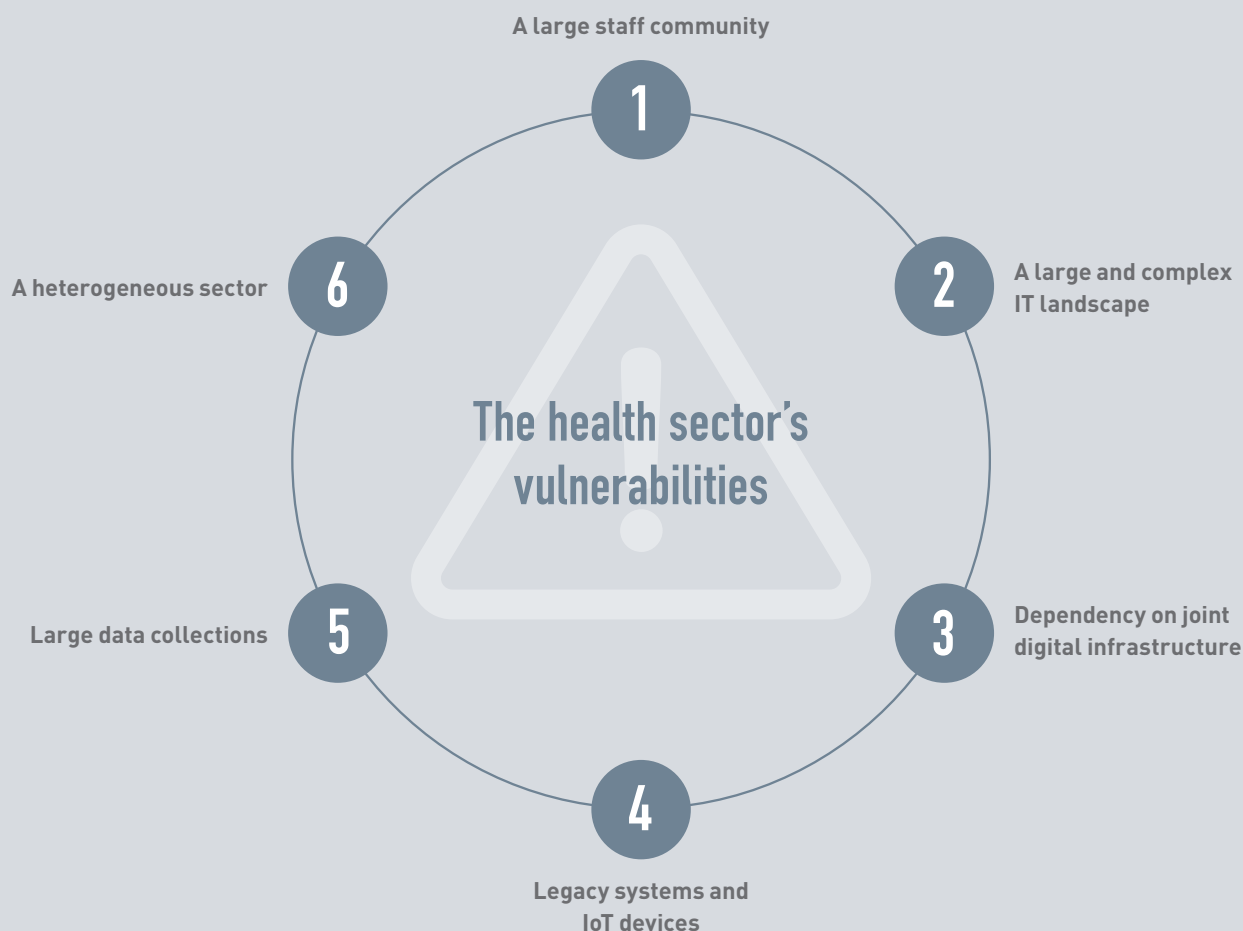 A large staff community
1
2
A large and complex
IT landscape
3
Dependency on joint
digital infrastructure
4
Legacy systems and
IoT devices
5
Large data collections
6
A heterogeneous sector
The health sector's
vulnerabilities